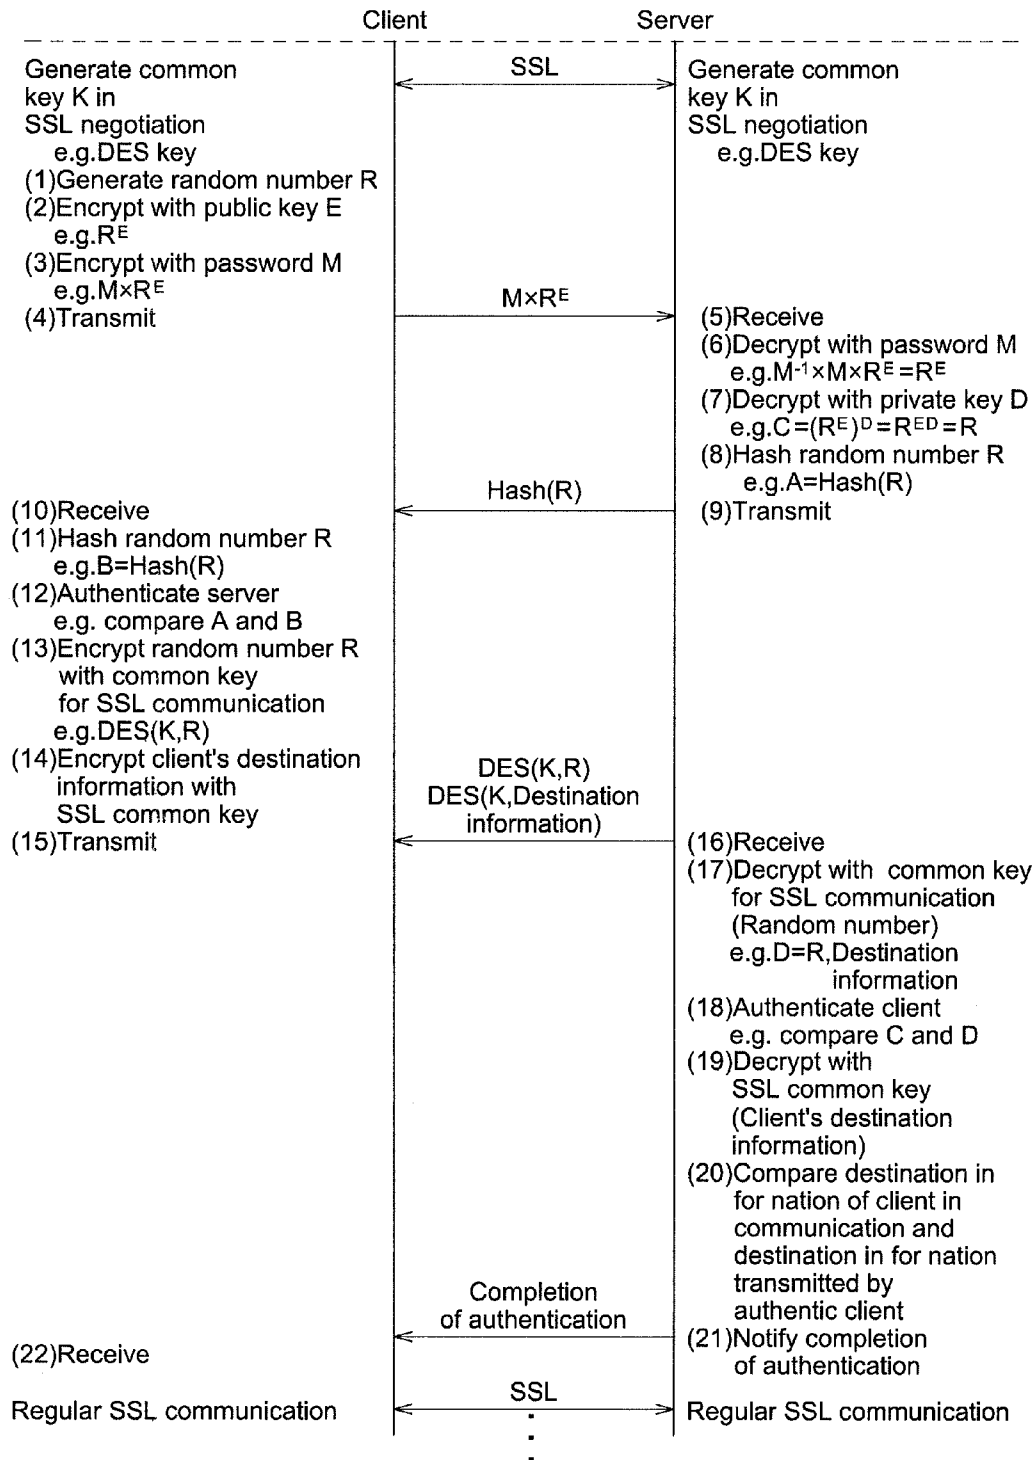 Client
Server
SSL
Generate common
key K in
SSL negotiation
e.g.DES key
Generate common
key K in
SSL negotiation
e.g.DES key
(1)Generate random number R
(2)Encrypt with public key E
e.g.R^E
(3)Encrypt with password M
e.g.M×R^E
(4)Transmit
M×R^E
(5)Receive
(6)Decrypt with password M
e.g.M^-1×M×R^E=R^E
(7)Decrypt with private key D
e.g.C=(R^E)^D=R^ED=R
(8)Hash random number R
e.g.A=Hash(R)
(9)Transmit
Hash(R)
(10)Receive
(11)Hash random number R
e.g.B=Hash(R)
(12)Authenticate server
e.g. compare A and B
(13)Encrypt random number R
with common key
for SSL communication
e.g.DES(K,R)
(14)Encrypt client's destination
information with
SSL common key
(15)Transmit
DES(K,R)
DES(K,Destination
information)
(16)Receive
(17)Decrypt with common key
for SSL communication
(Random number)
e.g.D=R,Destination
information
(18)Authenticate client
e.g. compare C and D
(19)Decrypt with
SSL common key
(Client's destination
information)
(20)Compare destination in
for nation of client in
communication and
destination in for nation
transmitted by
authentic client
Completion
of authentication
(21)Notify completion
of authentication
(22)Receive
SSL
Regular SSL communication
Regular SSL communication